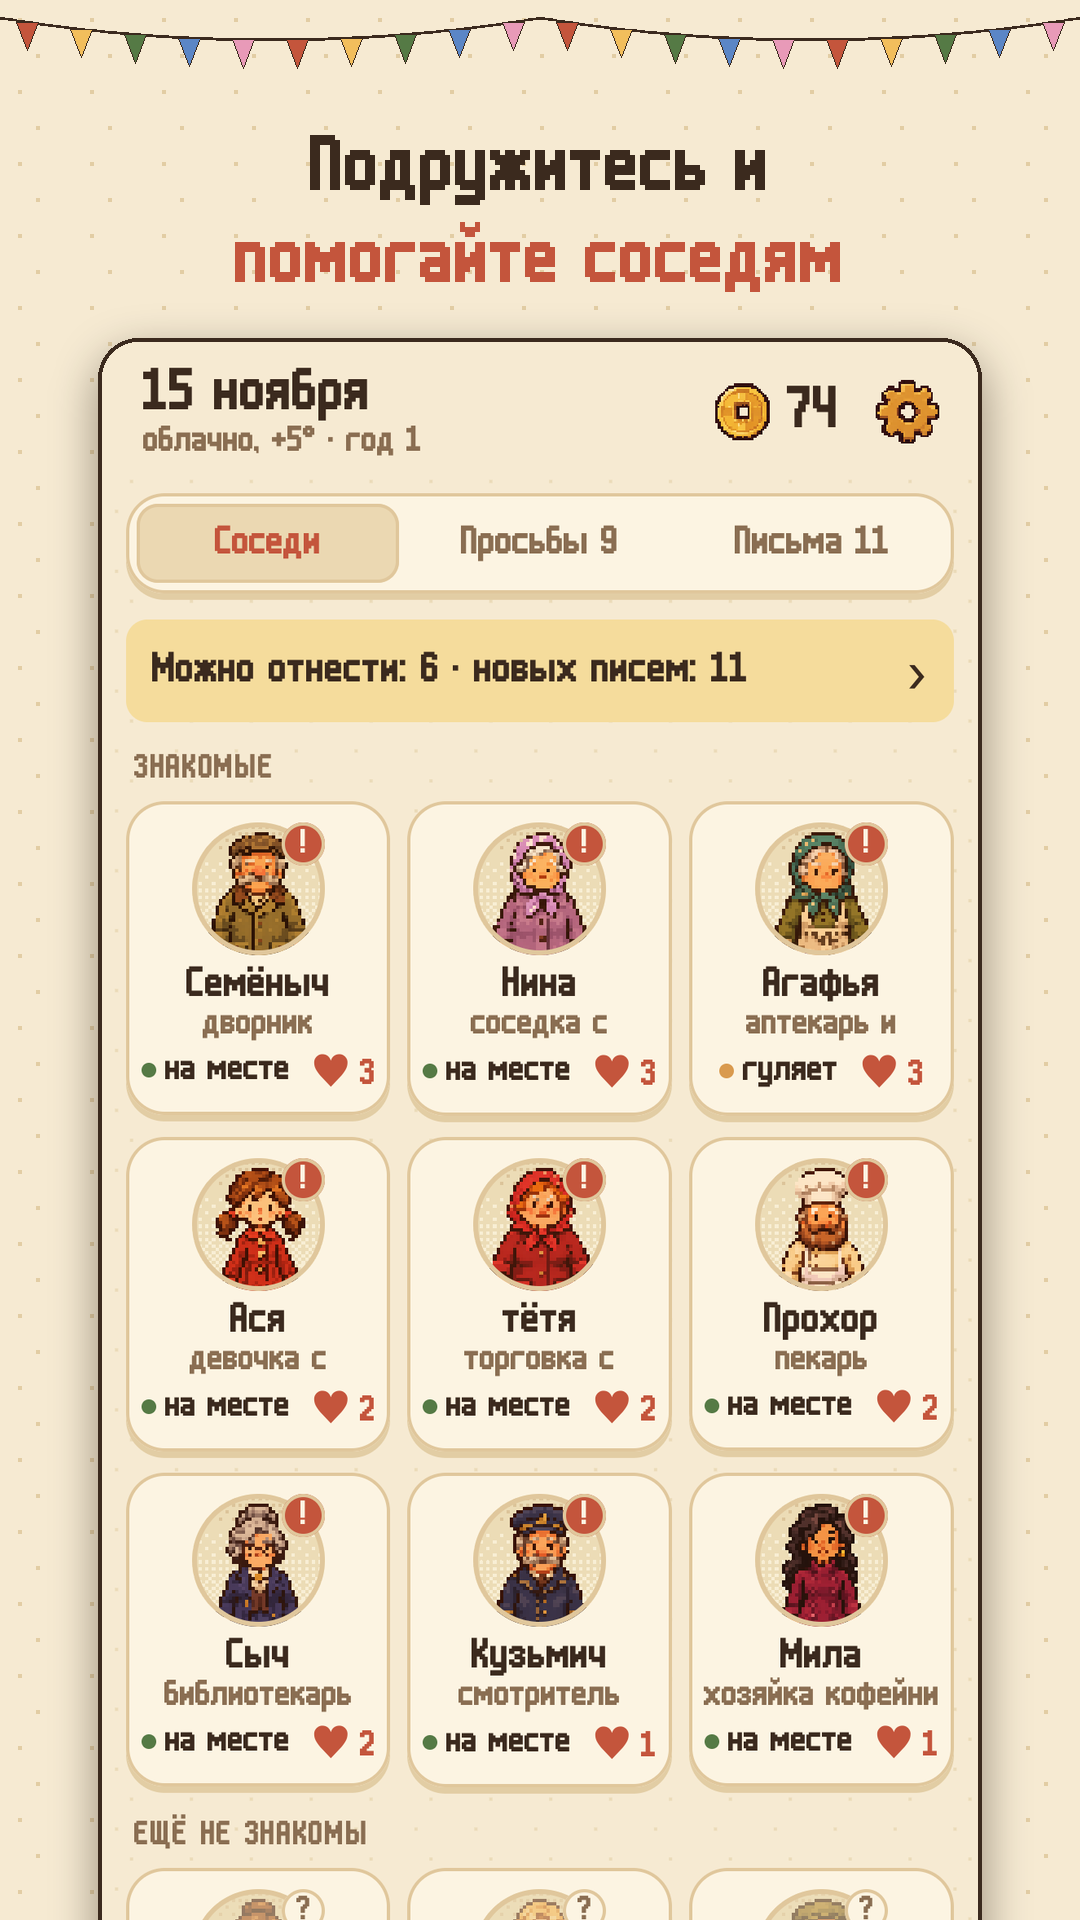 Подружитесь и
помогайте соседям
15 ноября
облачно, +5° · год 1
74
Соседи
Просьбы 9
Письма 11
Можно отнести: 6 · новых писем: 11
ЗНАКОМЫЕ
! ! !
Семёныч Нина Агафья
дворник соседка с аптекарь и
на месте 3 на месте 3 гуляет 3
! ! !
Ася тётя Прохор
девочка с торговка с пекарь
на месте 2 на месте 2 на месте 2
! ! !
Сыч Кузьмич Мила
библиотекарь смотритель хозяйка кофейни
на месте 2 на месте 1 на месте 1
ЕЩЁ НЕ ЗНАКОМЫ
? ? ?